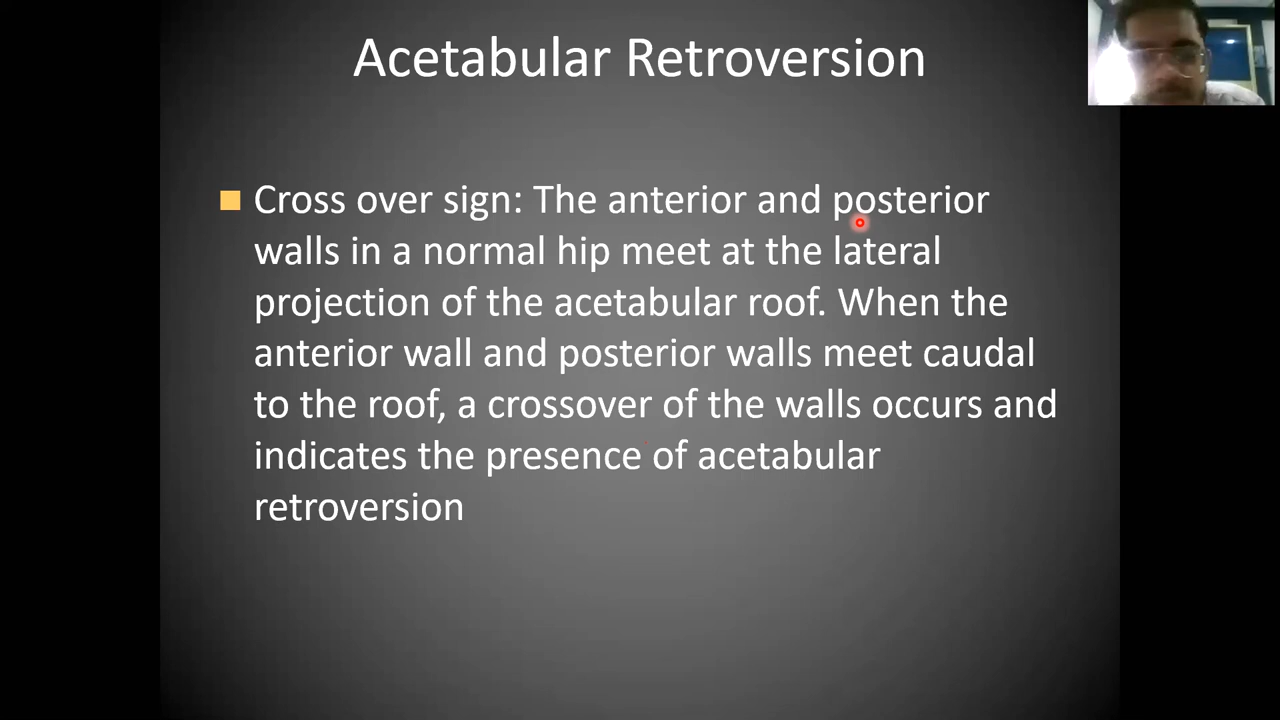 Acetabular Retroversion
Cross over sign: The anterior and posterior
walls in a normal hip meet at the lateral
projection of the acetabular roof. When the
anterior wall and posterior walls meet caudal
to the roof, a crossover of the walls occurs and
indicates the presence of acetabular
retroversion